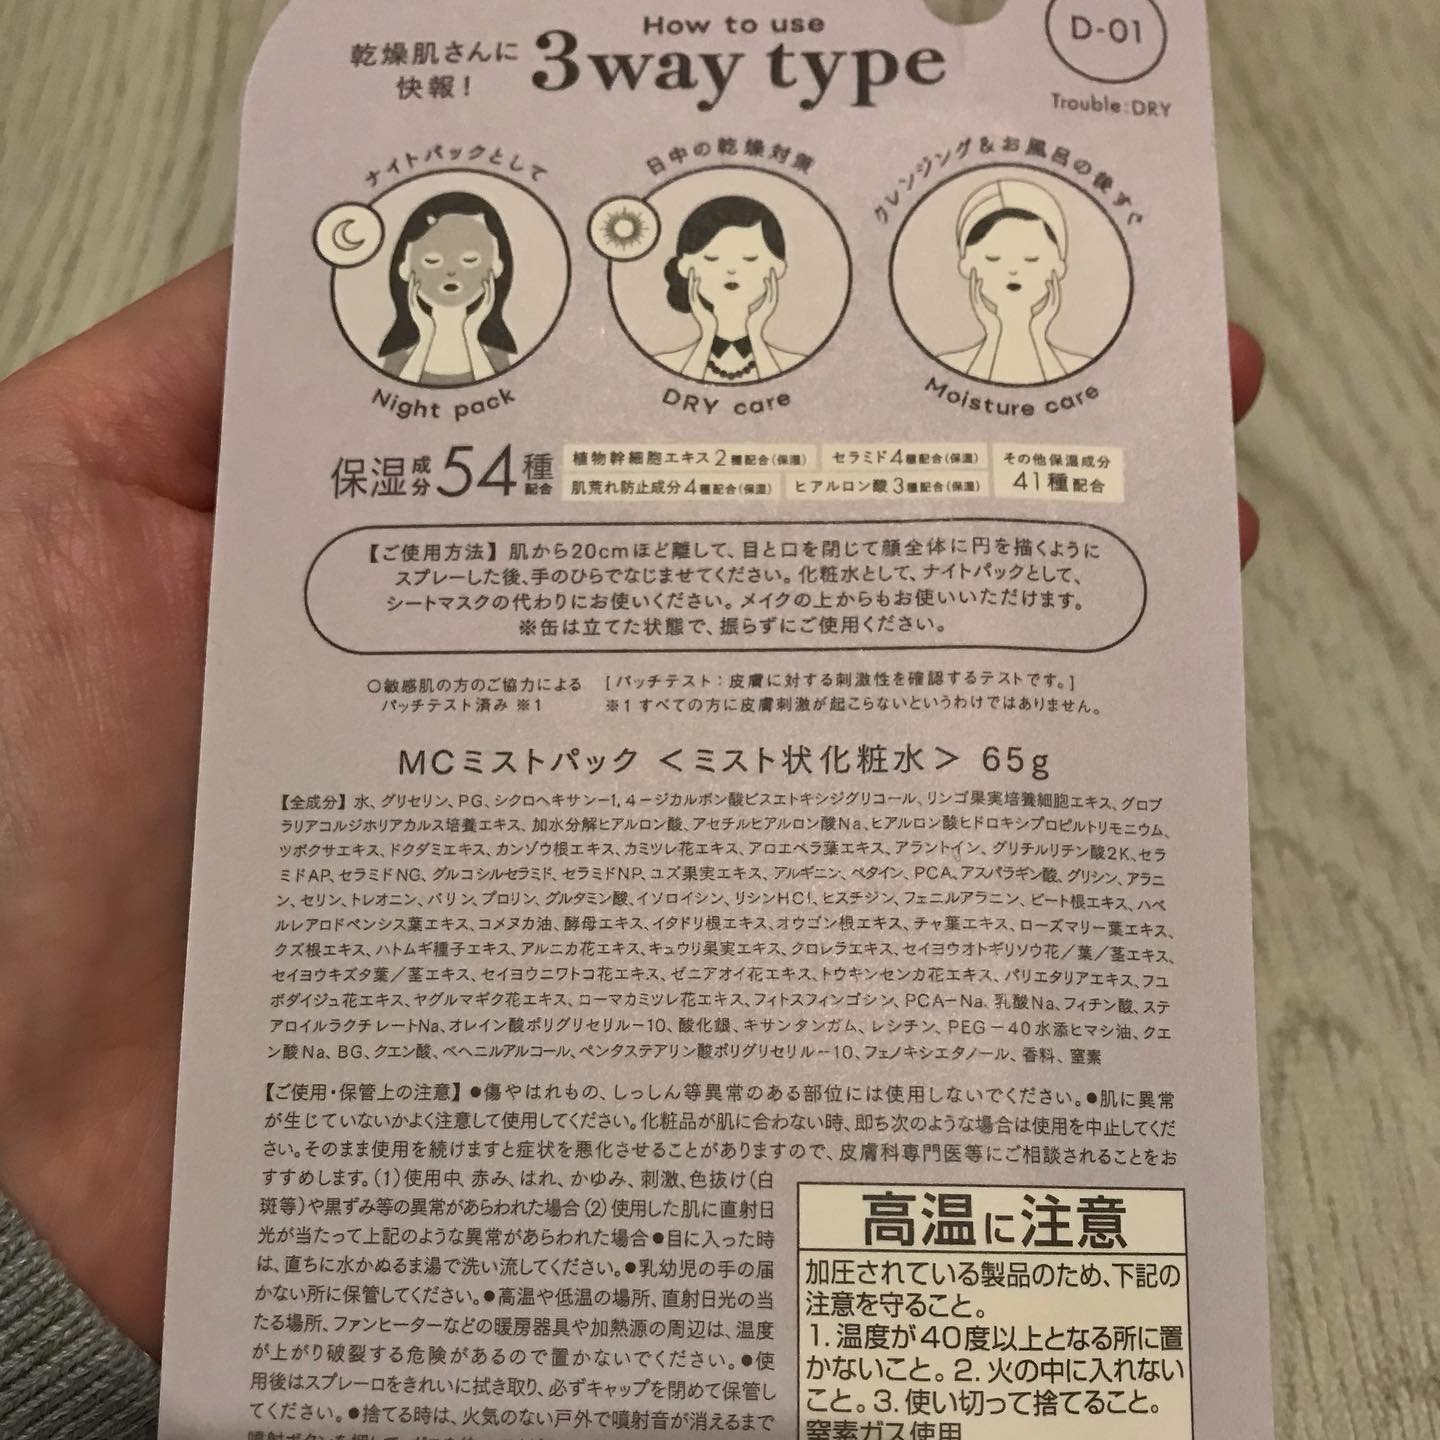 How to use
乾燥肌さんに
快報!
3way type
D-01
Trouble:DRY
ナイトパックとして
日中の乾燥対策
クレンジング&お風呂の後すぐ
Night pack
DRY care
Moisture care
保湿成分54種配合
植物幹細胞エキス2種配合(保湿)
セラミド4種配合(保湿)
その他保湿成分
41種配合
肌荒れ防止成分4種配合(保湿)
ヒアルロン酸3種配合(保湿)
【ご使用方法】肌から20cmほど離して、目と口を閉じて顔全体に円を描くように
スプレーした後、手のひらでなじませてください。化粧水として、ナイトパックとして、
シートマスクの代わりにお使いください。メイクの上からもお使いいただけます。
※缶は立てた状態で、振らずにご使用ください。
○敏感肌の方のご協力による
パッチテスト済み ※1
[パッチテスト:皮膚に対する刺激性を確認するテストです。]
※1すべての方に皮膚刺激が起こらないというわけではありません。
MCミストパック <ミスト状化粧水> 65g
【全成分】水、グリセリン、PG、シクロヘキサン-1,4-ジカルボン酸ビスエトキシジグリコール、リンゴ果実培養細胞エキス、グロブ
ラリアコルジホリアカルス培養エキス、加水分解ヒアルロン酸、アセチルヒアルロン酸Na、ヒアルロン酸ヒドロキシプロピルトリモニウム、
ツボクサエキス、ドクダミエキス、カンゾウ根エキス、カミツレ花エキス、アロエベラ葉エキス、アラントイン、グリチルリチン酸2K、セラ
ミドAP、セラミドNG、グルコシルセラミド、セラミドNP、ユズ果実エキス、アルギニン、ベタイン、PCA、アスパラギン酸、グリシン、アラニ
ン、セリン、トレオニン、バリン、プロリン、グルタミン酸、イソロイシン、リシンHCl、ヒスチジン、フェニルアラニン、ビート根エキス、ハベ
ルレアロドペンシス葉エキス、コメヌカ油、酵母エキス、イタドリ根エキス、オウゴン根エキス、チャ葉エキス、ローズマリー葉エキス、
クズ根エキス、ハトムギ種子エキス、アルニカ花エキス、キュウリ果実エキス、クロレラエキス、セイヨウオトギリソウ花/葉/茎エキス、
セイヨウキズタ葉/茎エキス、セイヨウニワトコ花エキス、ゼニアオイ花エキス、トウキンセンカ花エキス、パリエタリアエキス、フユ
ボダイジュ花エキス、ヤグルマギク花エキス、ローマカミツレ花エキス、フィトスフィンゴシン、PCA-Na、乳酸Na、フィチン酸、ステ
アロイルラクチレートNa、オレイン酸ポリグリセリル-10、酸化銀、キサンタンガム、レシチン、PEG-40水添ヒマシ油、クエ
ン酸Na、BG、クエン酸、ベヘニルアルコール、ペンタステアリン酸ポリグリセリル-10、フェノキシエタノール、香料、窒素
【ご使用・保管上の注意】●傷やはれもの、しっしん等異常のある部位には使用しないでください。●肌に異常
が生じていないかよく注意して使用してください。化粧品が肌に合わない時、即ち次のような場合は使用を中止してくだ
さい。そのまま使用を続けますと症状を悪化させることがありますので、皮膚科専門医等にご相談されることをお
すすめします。(1)使用中、赤み、はれ、かゆみ、刺激、色抜け(白
斑等)や黒ずみ等の異常があらわれた場合(2)使用した肌に直射日
光が当たって上記のような異常があらわれた場合●目に入った時
は、直ちに水かぬるま湯で洗い流してください。●乳幼児の手の届
かない所に保管してください。●高温や低温の場所、直射日光の当
たる場所、ファンヒーターなどの暖房器具や加熱源の周辺は、温度
が上がり破裂する危険があるので置かないでください。●使
用後はスプレー口をきれいに拭き取り、必ずキャップを閉めて保管し
てください。●捨てる時は、火気のない戸外で噴射音が消えるまで
噴射ボタンを押して、
高温に注意
加圧されている製品のため、下記の
注意を守ること。
1.温度が40度以上となる所に置
かないこと。2.火の中に入れない
こと。3.使い切って捨てること。
窒素ガス使用